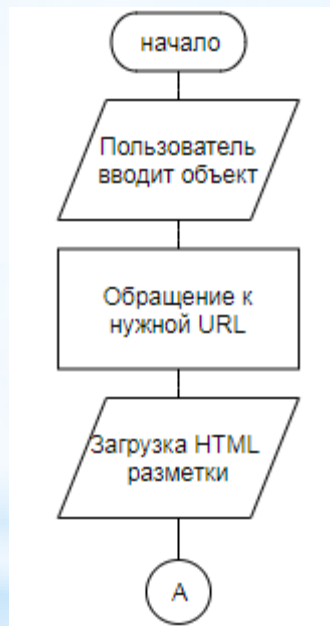 начало
Пользователь
вводит объект
Обращение к
нужной URL
Загрузка HTML
разметки
А